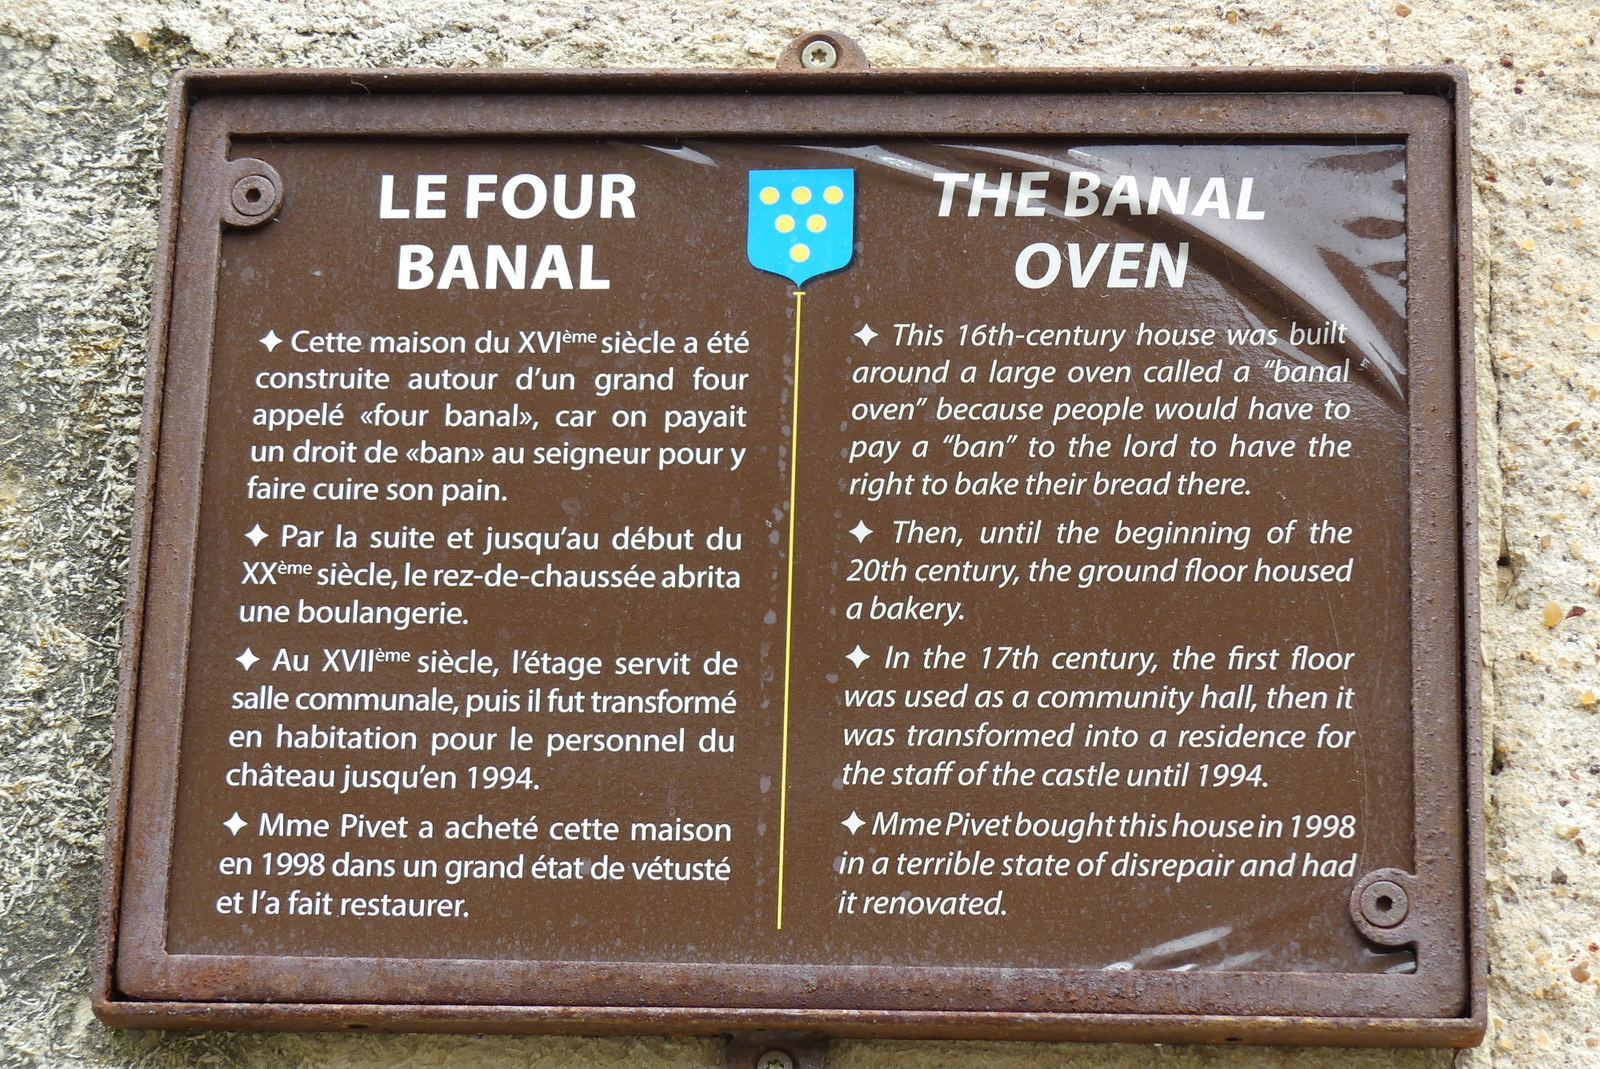 LE FOUR
BANAL
✦ Cette maison du XVIème siècle a été
construite autour d'un grand four
appelé «four banal», car on payait
un droit de «ban» au seigneur pour y
faire cuire son pain.
✦ Par la suite et jusqu'au début du
XXème siècle, le rez-de-chaussée abrita
une boulangerie.
✦ Au XVIIème siècle, l'étage servit de
salle communale, puis il fut transformé
en habitation pour le personnel du
château jusqu'en 1994.
✦ Mme Pivet a acheté cette maison
en 1998 dans un grand état de vétusté
et l'a fait restaurer.
THE BANAL
OVEN
✦ This 16th-century house was built
around a large oven called a “banal
oven” because people would have to
pay a “ban” to the lord to have the
right to bake their bread there.
✦ Then, until the beginning of the
20th century, the ground floor housed
a bakery.
✦ In the 17th century, the first floor
was used as a community hall, then it
was transformed into a residence for
the staff of the castle until 1994.
✦ Mme Pivet bought this house in 1998
in a terrible state of disrepair and had
it renovated.